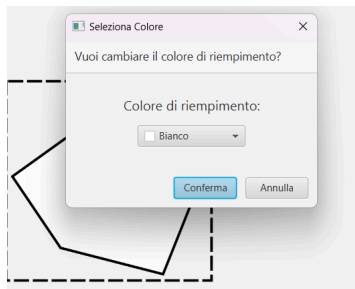 Seleziona Colore
Vuoi cambiare il colore di riempimento?
Colore di riempimento:
Bianco
Conferma Annulla